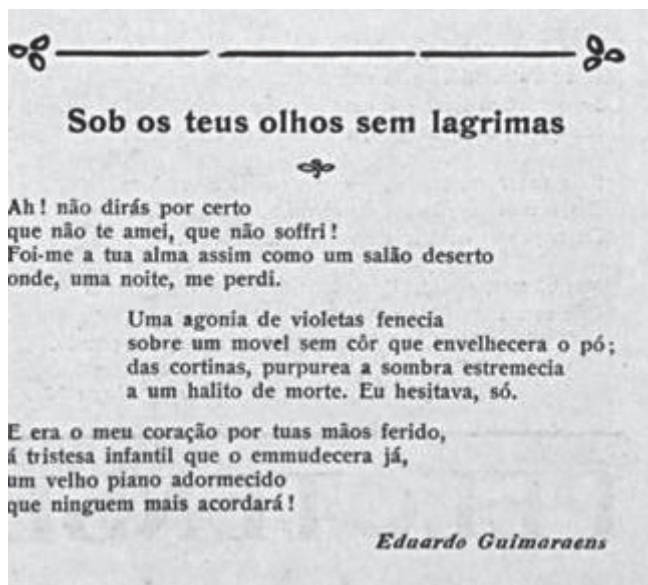 Sob os teus olhos sem lagrimas
Ah! não dirás por certo
que não te amei, que não soffri!
Foi-me a tua alma assim como um salão deserto
onde, uma noite, me perdi.
Uma agonia de violetas fenecia
sobre um movel sem côr que envelhecera o pó;
das cortinas, purpurea a sombra estremecia
a um halito de morte. Eu hesitava, só.
E era o meu coração por tuas mãos ferido,
á tristesa infantil que o emmudecera já,
um velho piano adormecido
que ninguem mais acordará!
Eduardo Guimaraens